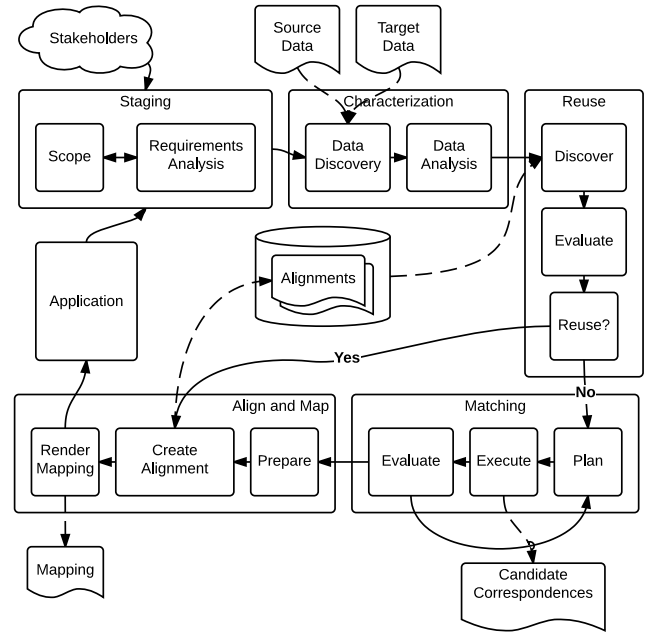 Stakeholders
Source
Data
Target
Data
Staging
Scope
Requirements
Analysis
Characterization
Data
Discovery
Data
Analysis
Reuse
Discover
Evaluate
Reuse?
Application
Alignments
Yes
No
Align and Map
Render
Mapping
Create
Alignment
Prepare
Matching
Evaluate
Execute
Plan
Mapping
Candidate
Correspondences